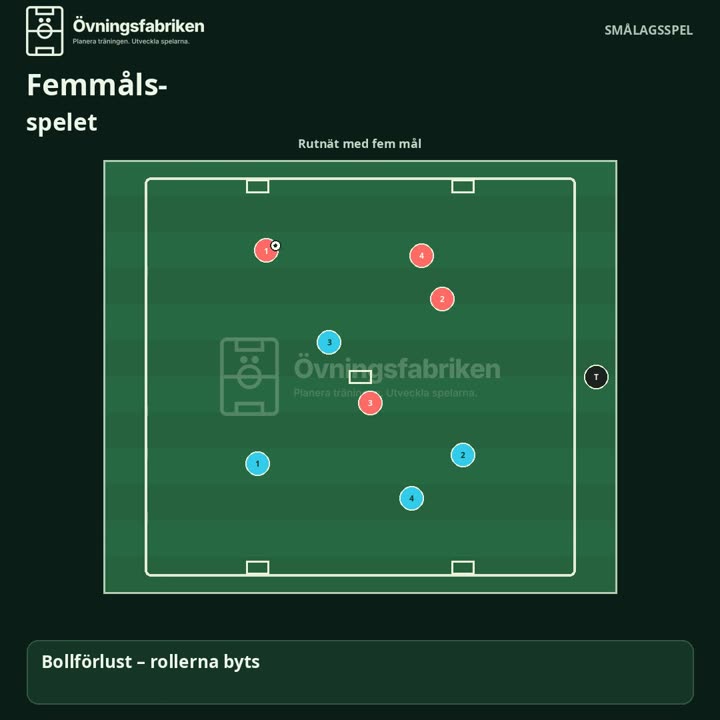 Övningsfabriken
Planera träningen. Utveckla spelarna.
SMÅLAGSSPEL
Femmåls-
spelet
Rutnät med fem mål
1
4
2
3
Övningsfabriken
T
Planera träningen. Utveckla spelarna.
3
1
2
4
Bollförlust – rollerna byts